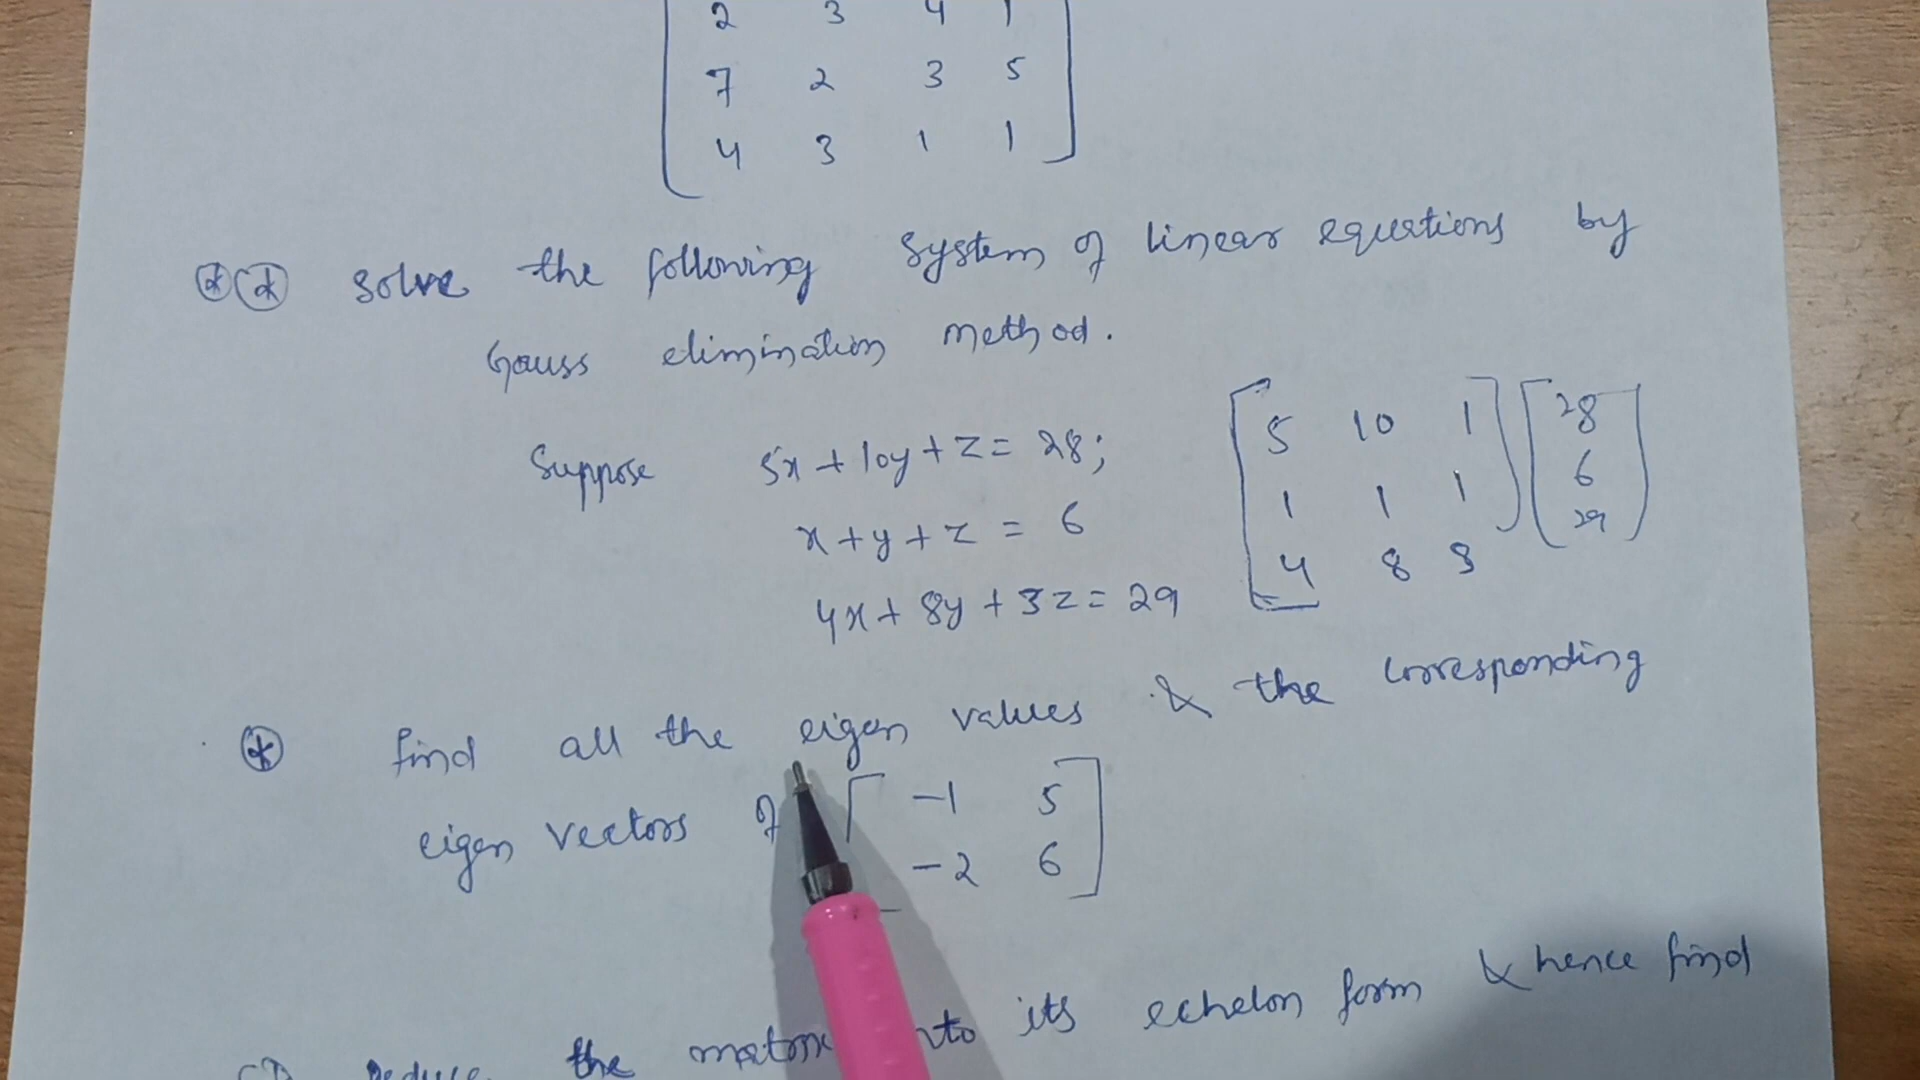 2 3 4 1
7 2 3 5
4 3 1 1
solve the following system of linear equations by
Gauss elimination method.
Suppose 5x + 10y + z = 28;
x + y + z = 6
4x + 8y + 3z = 29
5 10 1
1 1 1
4 8 3
28
6
29
find all the eigen values & the corresponding
eigen vectors of
-1 5
-2 6
the its echelon form & hence find